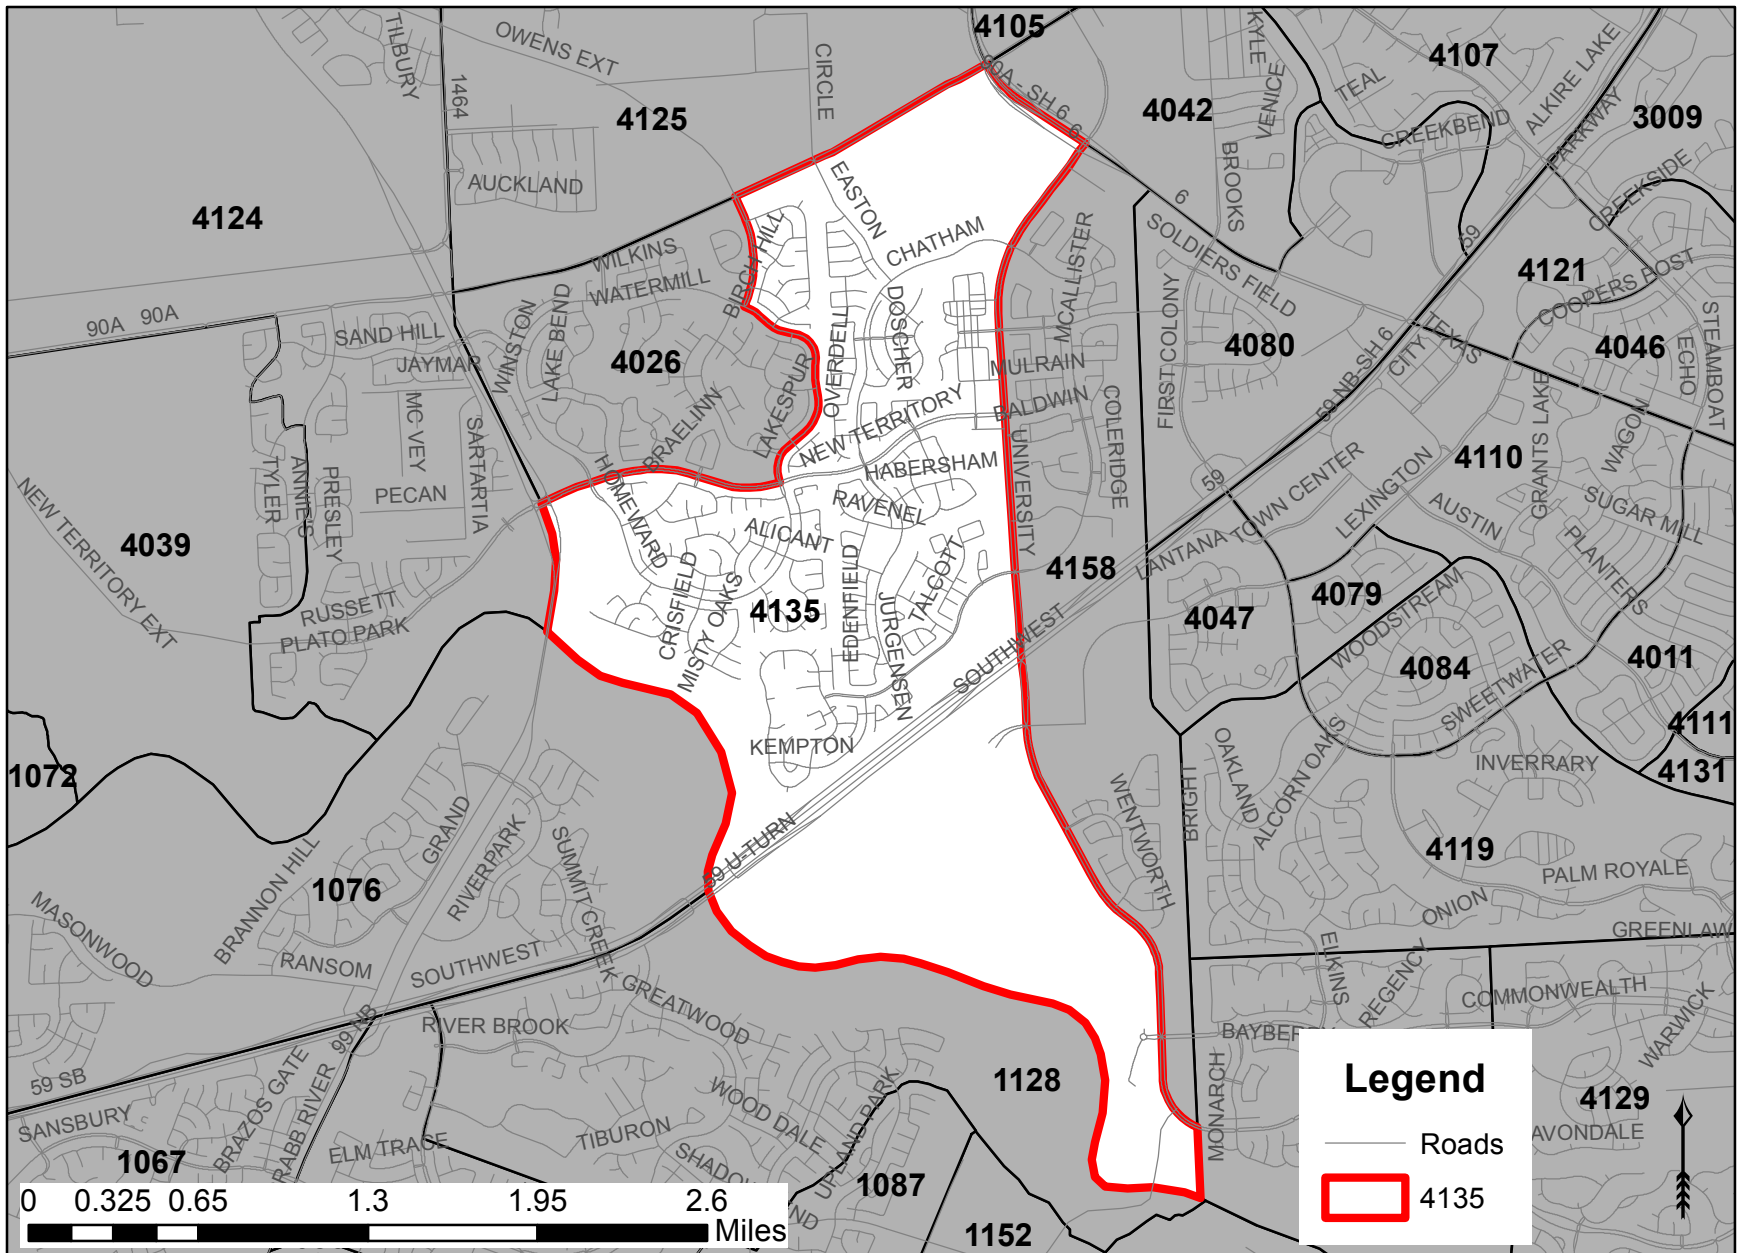 4105
KYLE
4107
TILBURY
OWENS EXT
CIRCLE
90A - SH 6
6
TEAL
ALKIRE LAKE
1464
4125
4042
VENICE
CREEKBEND
PARKWAY
3009
AUCKLAND
EASTON
BROOKS
CREEKSIDE
4124
6
59
WILKINS
BIRCH HILL
CHATHAM
MCALLISTER
SOLDIERS FIELD
4121
COOPERS POST
WATERMILL
90A
90A
SAND HILL
JAYMAR
WINSTON
LAKE BEND
4026
OVERDELL
DOSCHER
MULRAIN
FIRST COLONY
4080
59 NB-SH 6
CITY
TEXAS
4046
ECHO
STEAMBOAT
MC VEY
SARTARTIA
BRAELINN
LAKESPUR
NEW TERRITORY
BALDWIN
COLERIDGE
GRANTS LAKE
WAGON
TYLER
ANNIE'S
PRESLEY
PECAN
HOMEWARD
HABERSHAM
UNIVERSITY
59
TOWN CENTER
LEXINGTON
4110
NEW TERRITORY EXT
4039
RAVENEL
ALICANT
AUSTIN
SUGAR MILL
CRISFIELD
MISTY OAKS
4135
EDENFIELD
JURGENSEN
TALCOTT
4158
LANTANA
4079
PLANTERS
RUSSETT
PLATO PARK
4047
WOODSTREAM
4084
4011
SOUTHWEST
SWEETWATER
4111
1072
KEMPTON
OAKLAND
ALCORN OAKS
INVERRARY
4131
GRAND
WENTWORTH
BRIGHT
59 U-TURN
RIVERPARK
SUMMIT CREEK
4119
PALM ROYALE
1076
BRANNON HILL
MASONWOOD
ONION
GREENLAW
RANSOM
SOUTHWEST
GREATWOOD
ELKINS
REGENCY
COMMONWEALTH
WARWICK
RIVER BROOK
99 NB
BAYBERRY
59 SB
1128
Legend
MONARCH
4129
SANSBURY
BRAZOS GATE
RABB RIVER
WOOD DALE
UPLAND PARK
Roads
AVONDALE
ELM TRACE
TIBURON
1067
1087
4135
0 0.325 0.65 1.3 1.95 2.6
Miles
1152